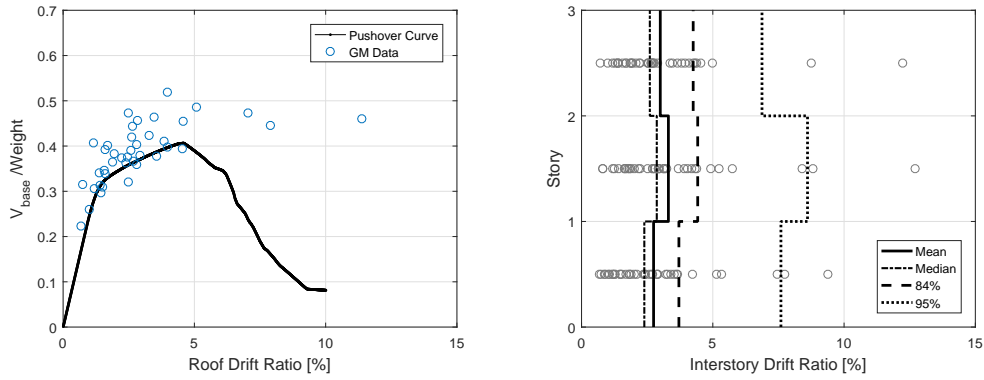 0.7
0.6
0.5
0.4
0.3
0.2
0.1
0
V_base /Weight
0 5 10 15
Roof Drift Ratio [%]
Pushover Curve
GM Data
3
2
1
0
Story
0 5 10 15
Interstory Drift Ratio [%]
Mean
Median
84%
95%